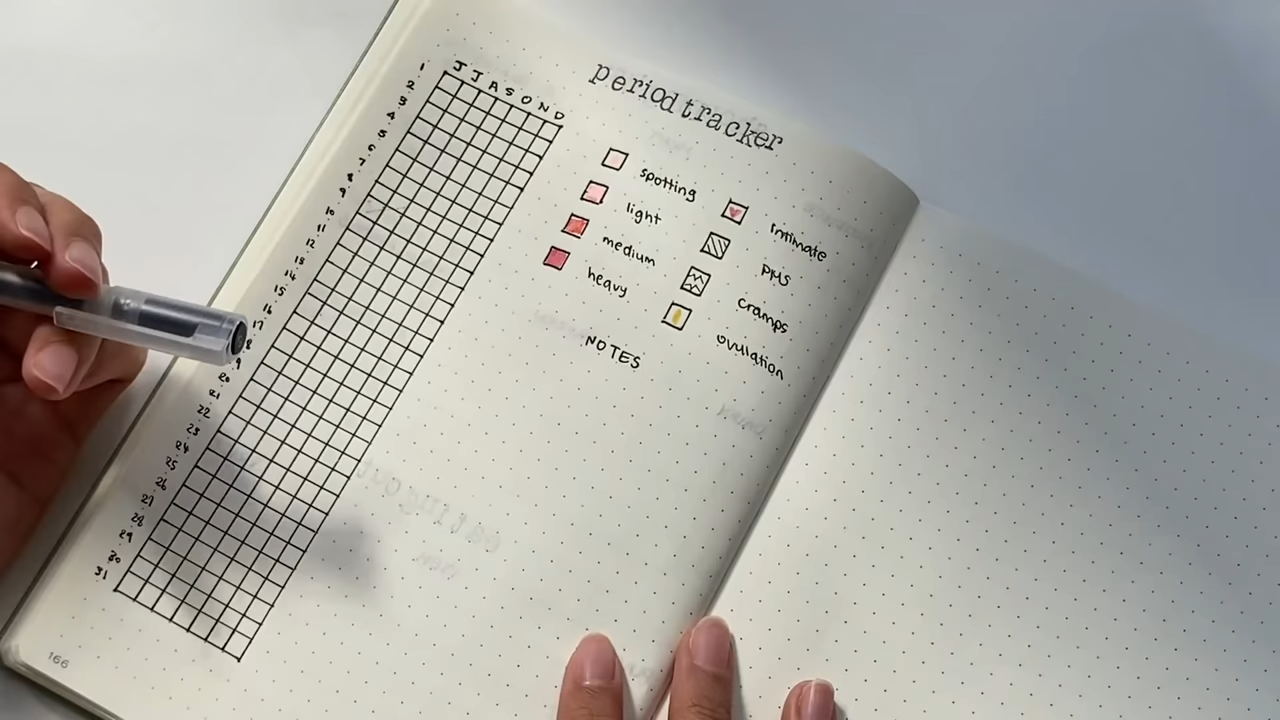 period tracker
J J A S O N D
1
2
3
4
5
6
7
8
9
10
11
12
13
14
15
16
17
18
19
20
21
22
23
24
25
26
27
28
29
30
31
spotting
light
medium
heavy
Intimate
PMS
cramps
ovulation
NOTES
166